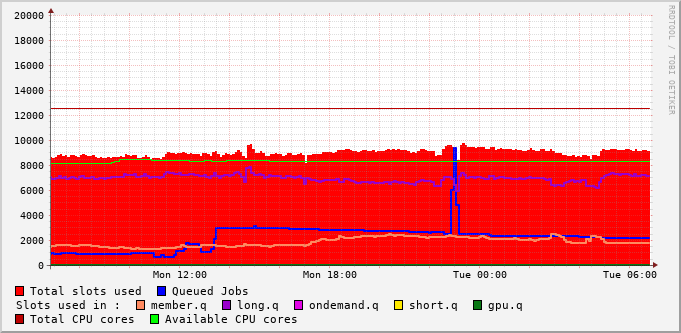 20000
18000
16000
14000
12000
10000
8000
6000
4000
2000
0
Mon 12:00 Mon 18:00 Tue 00:00 Tue 06:00
RRDTOOL / TOBI OETIKER
Total slots used Queued Jobs
Slots used in : member.q long.q ondemand.q short.q gpu.q
Total CPU cores Available CPU cores